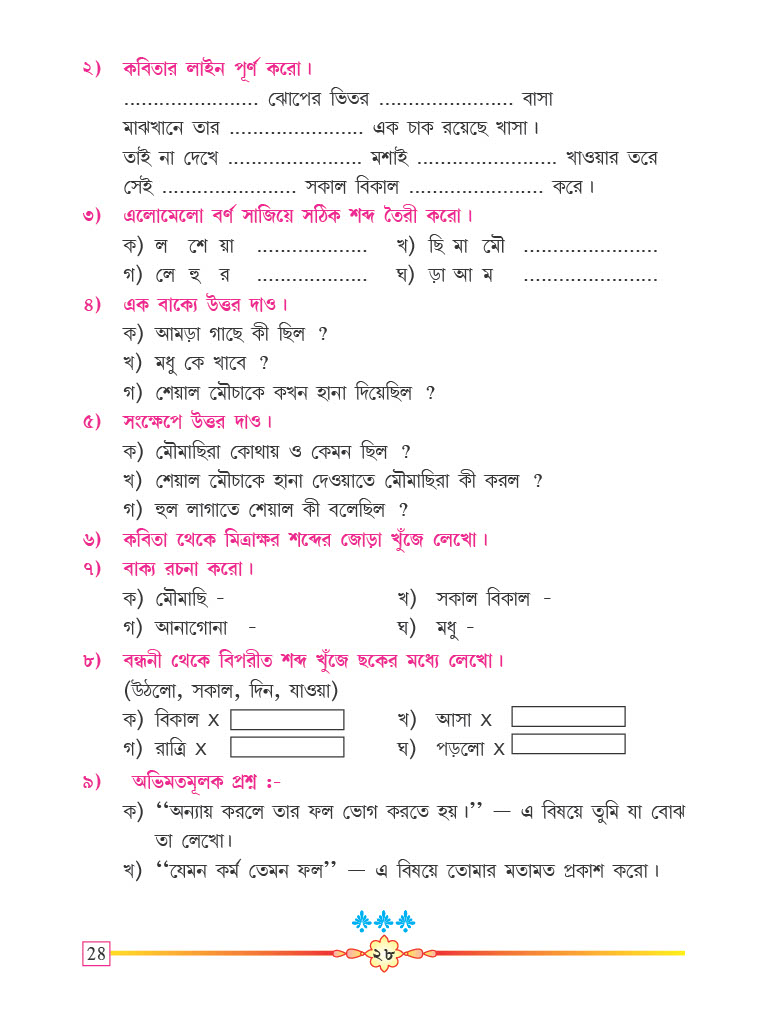 ২) কবিতার লাইন পূর্ণ করো।
....................... ঝোপের ভিতর ....................... বাসা
মাঝখানে তার ....................... এক চাক রয়েছে খাসা।
তাই না দেখে ....................... মশাই ........................ খাওয়ার তরে
সেই ....................... সকাল বিকাল ....................... করে।
৩) এলোমেলো বর্ণ সাজিয়ে সঠিক শব্দ তৈরী করো।
ক) ল শে য়া ................... খ) ছি মা মৌ .......................
গ) লে হু র ................... ঘ) ড়া আ ম .......................
৪) এক বাক্যে উত্তর দাও।
ক) আমড়া গাছে কী ছিল ?
খ) মধু কে খাবে ?
গ) শেয়াল মৌচাকে কখন হানা দিয়েছিল ?
৫) সংক্ষেপে উত্তর দাও।
ক) মৌমাছিরা কোথায় ও কেমন ছিল ?
খ) শেয়াল মৌচাকে হানা দেওয়াতে মৌমাছিরা কী করল ?
গ) হুল লাগাতে শেয়াল কী বলেছিল ?
৬) কবিতা থেকে মিত্রাক্ষর শব্দের জোড়া খুঁজে লেখো।
৭) বাক্য রচনা করো।
ক) মৌমাছি - খ) সকাল বিকাল -
গ) আনাগোনা - ঘ) মধু -
৮) বন্ধনী থেকে বিপরীত শব্দ খুঁজে ছকের মধ্যে লেখো।
(উঠলো, সকাল, দিন, যাওয়া)
ক) বিকাল x খ) আসা x
গ) রাত্রি x ঘ) পড়লো x
৯) অভিমতমূলক প্রশ্ন :-
ক) ‘‘অন্যায় করলে তার ফল ভোগ করতে হয়।’’ — এ বিষয়ে তুমি যা বোঝ
তা লেখো।
খ) ‘‘যেমন কর্ম তেমন ফল’’ — এ বিষয়ে তোমার মতামত প্রকাশ করো।
28 ২৮